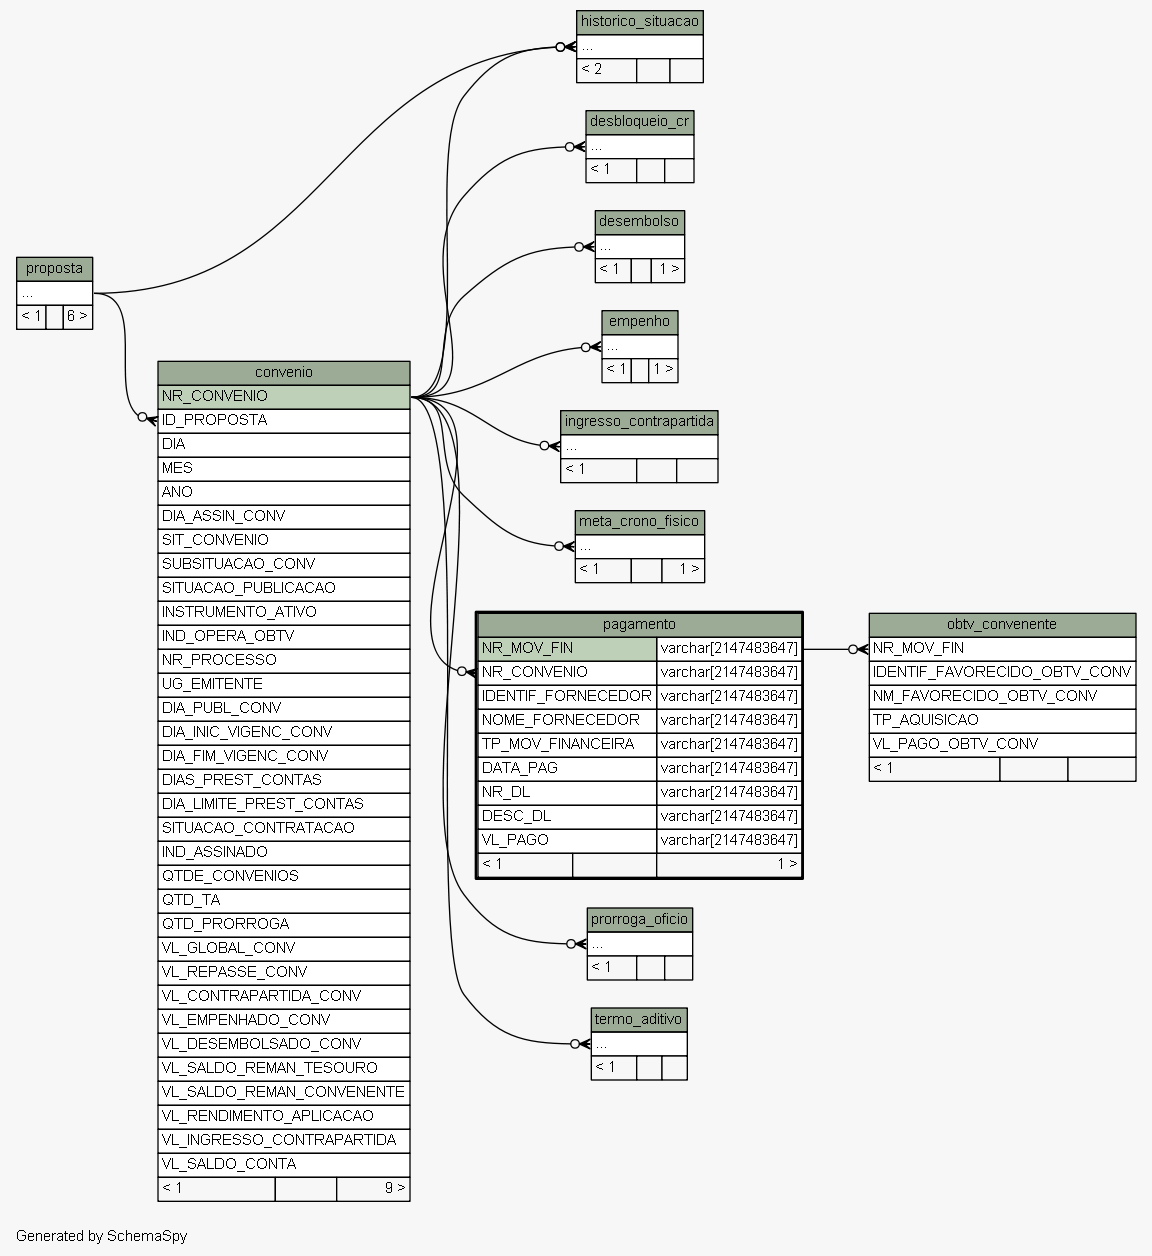 historico_situacao
...
< 2
desbloqueio_cr
...
< 1
desembolso
...
< 1 1 >
proposta
...
< 1 6 >
empenho
...
< 1 1 >
convenio
NR_CONVENIO
ID_PROPOSTA
DIA
MES
ANO
DIA_ASSIN_CONV
SIT_CONVENIO
SUBSITUACAO_CONV
SITUACAO_PUBLICACAO
INSTRUMENTO_ATIVO
IND_OPERA_OBTV
NR_PROCESSO
UG_EMITENTE
DIA_PUBL_CONV
DIA_INIC_VIGENC_CONV
DIA_FIM_VIGENC_CONV
DIAS_PREST_CONTAS
DIA_LIMITE_PREST_CONTAS
SITUACAO_CONTRATACAO
IND_ASSINADO
QTDE_CONVENIOS
QTD_TA
QTD_PRORROGA
VL_GLOBAL_CONV
VL_REPASSE_CONV
VL_CONTRAPARTIDA_CONV
VL_EMPENHADO_CONV
VL_DESEMBOLSADO_CONV
VL_SALDO_REMAN_TESOURO
VL_SALDO_REMAN_CONVENENTE
VL_RENDIMENTO_APLICACAO
VL_INGRESSO_CONTRAPARTIDA
VL_SALDO_CONTA
< 1 9 >
ingresso_contrapartida
...
< 1
meta_crono_fisico
...
< 1 1 >
pagamento
NR_MOV_FIN varchar[2147483647]
NR_CONVENIO varchar[2147483647]
IDENTIF_FORNECEDOR varchar[2147483647]
NOME_FORNECEDOR varchar[2147483647]
TP_MOV_FINANCEIRA varchar[2147483647]
DATA_PAG varchar[2147483647]
NR_DL varchar[2147483647]
DESC_DL varchar[2147483647]
VL_PAGO varchar[2147483647]
< 1 1 >
obtv_convenente
NR_MOV_FIN
IDENTIF_FAVORECIDO_OBTV_CONV
NM_FAVORECIDO_OBTV_CONV
TP_AQUISICAO
VL_PAGO_OBTV_CONV
< 1
prorroga_oficio
...
< 1
termo_aditivo
...
< 1
Generated by SchemaSpy